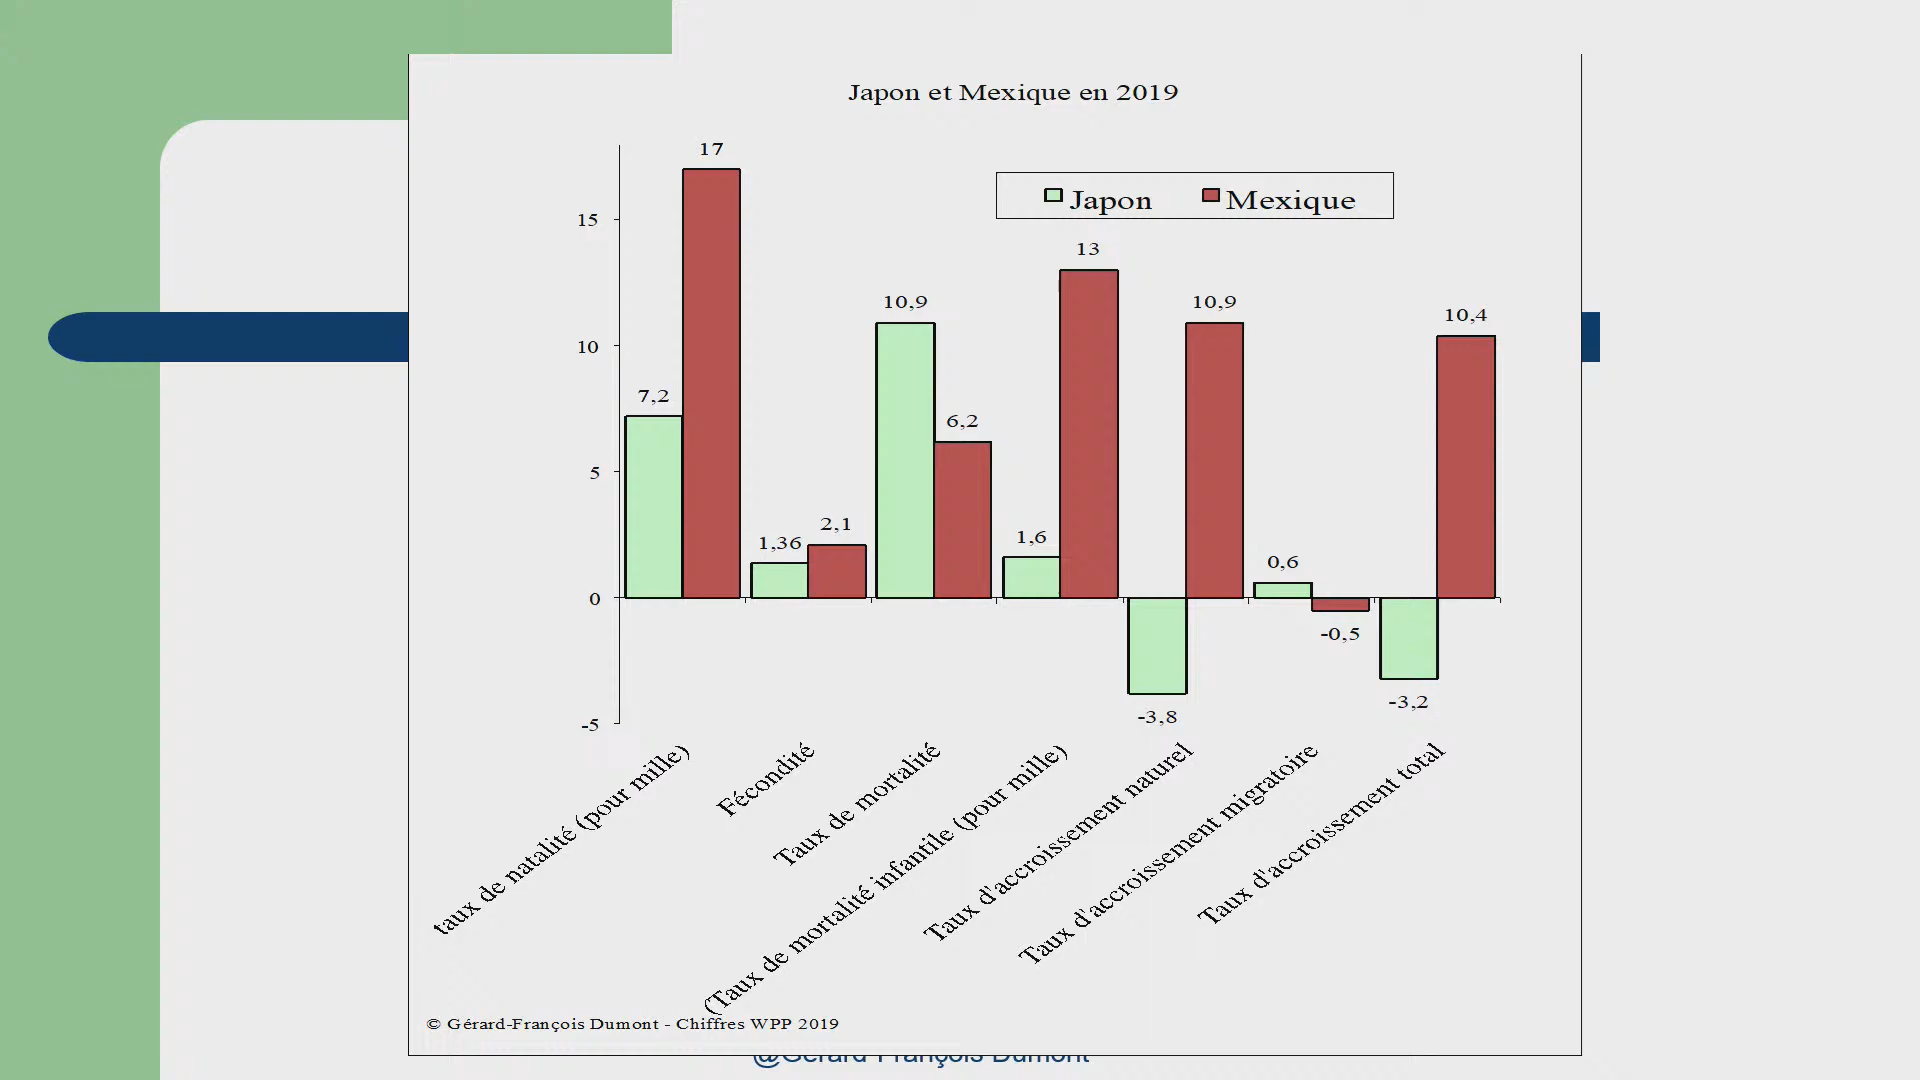 Japon et Mexique en 2019
Japon Mexique
17
15
13
10,9
10,9
10,4
10
7,2
6,2
5
2,1
1,36
1,6
0,6
0
-0,5
-3,2
-3,8
-5
taux de natalité (pour mille)
Fécondité
Taux de mortalité
(Taux de mortalité infantile (pour mille)
Taux d'accroissement naturel
Taux d'accroissement migratoire
Taux d'accroissement total
© Gérard-François Dumont - Chiffres WPP 2019
@Gérard-François Dumont